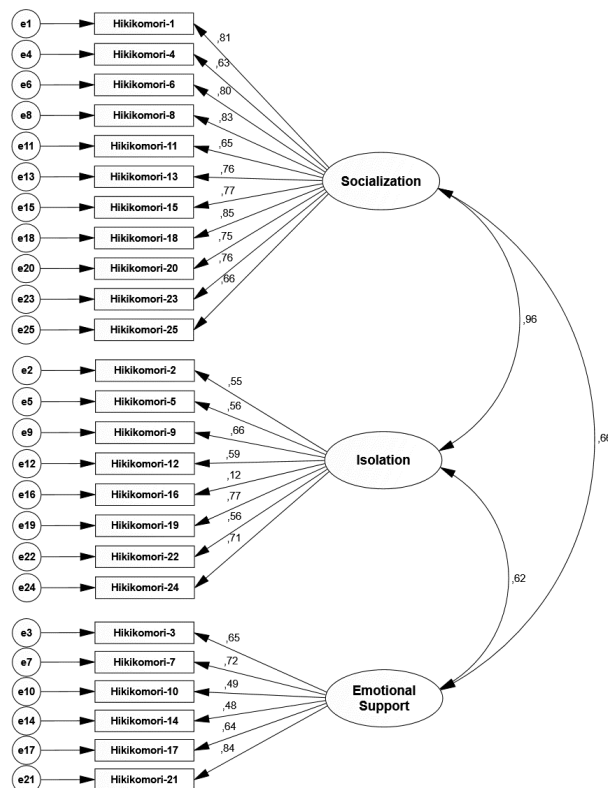 e1 Hikikomori-1
,81
e4 Hikikomori-4
,63
e6 Hikikomori-6
,80
e8 Hikikomori-8
,83
e11 Hikikomori-11
,65
e13 Hikikomori-13
,76
Socialization
e15 Hikikomori-15
,77
e18 Hikikomori-18
,85
e20 Hikikomori-20
,75
e23 Hikikomori-23
,76
e25 Hikikomori-25
,66
,96
e2 Hikikomori-2
,55
e5 Hikikomori-5
,56
e9 Hikikomori-9
,66
e12 Hikikomori-12
,59
Isolation
e16 Hikikomori-16
,12
e19 Hikikomori-19
,77
e22 Hikikomori-22
,56
e24 Hikikomori-24
,71
,66
,62
e3 Hikikomori-3
,65
e7 Hikikomori-7
,72
e10 Hikikomori-10
,49
Emotional
Support
e14 Hikikomori-14
,48
e17 Hikikomori-17
,64
e21 Hikikomori-21
,84